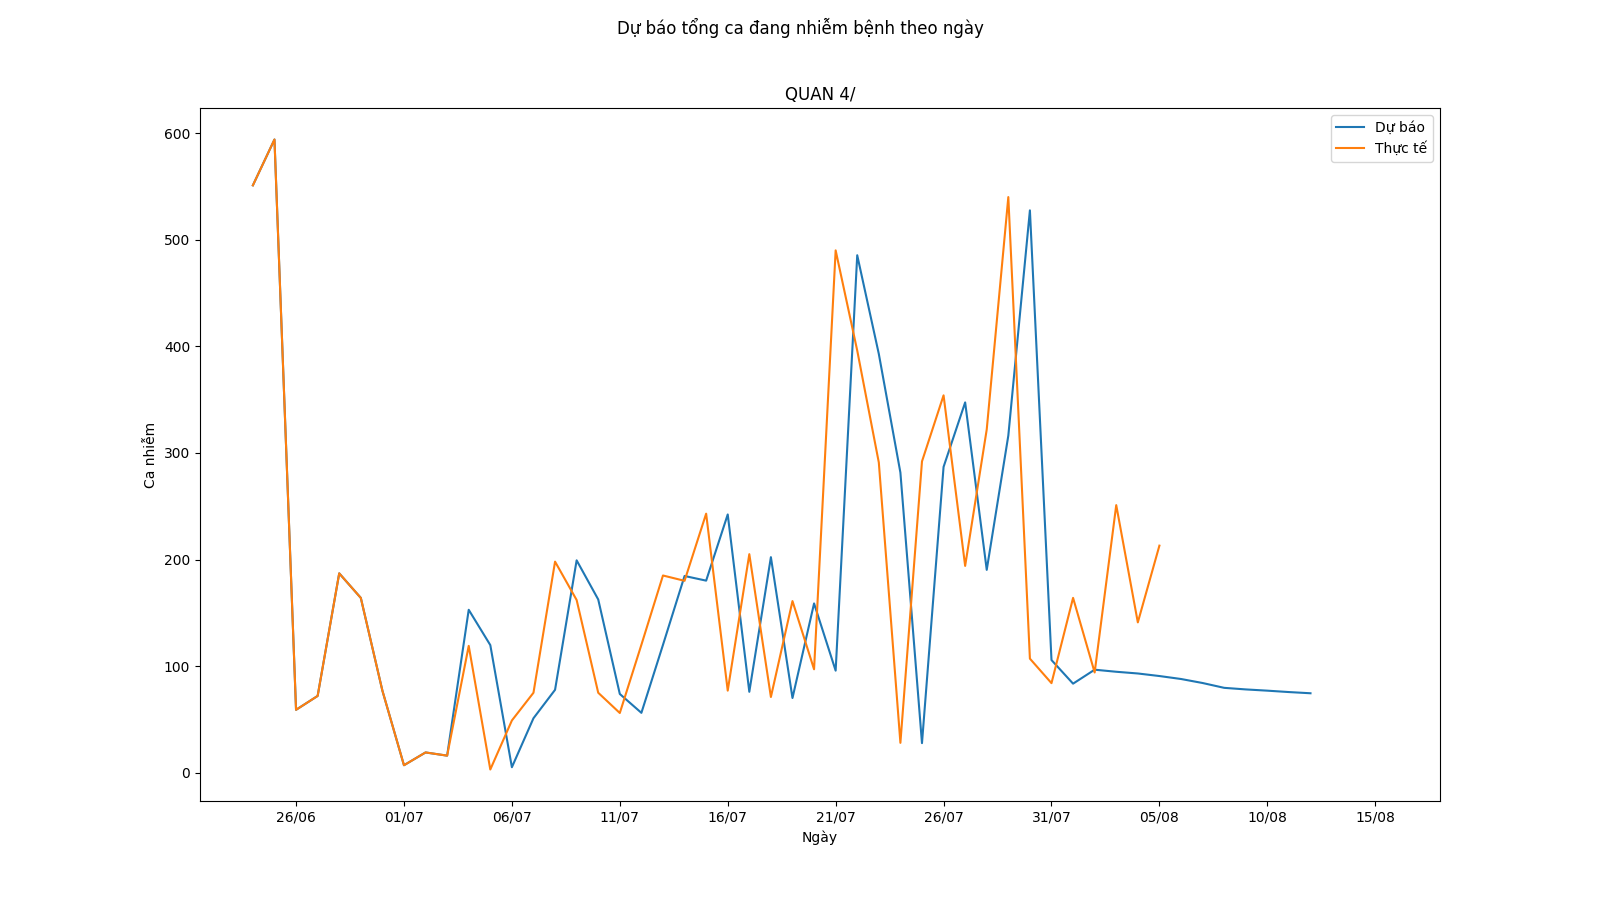 Dự báo tổng ca đang nhiễm bệnh theo ngày
QUAN 4/
Dự báo
Thực tế
600
500
400
300
200
100
0
Ca nhiễm
26/06 01/07 06/07 11/07 16/07 21/07 26/07 31/07 05/08 10/08 15/08
Ngày